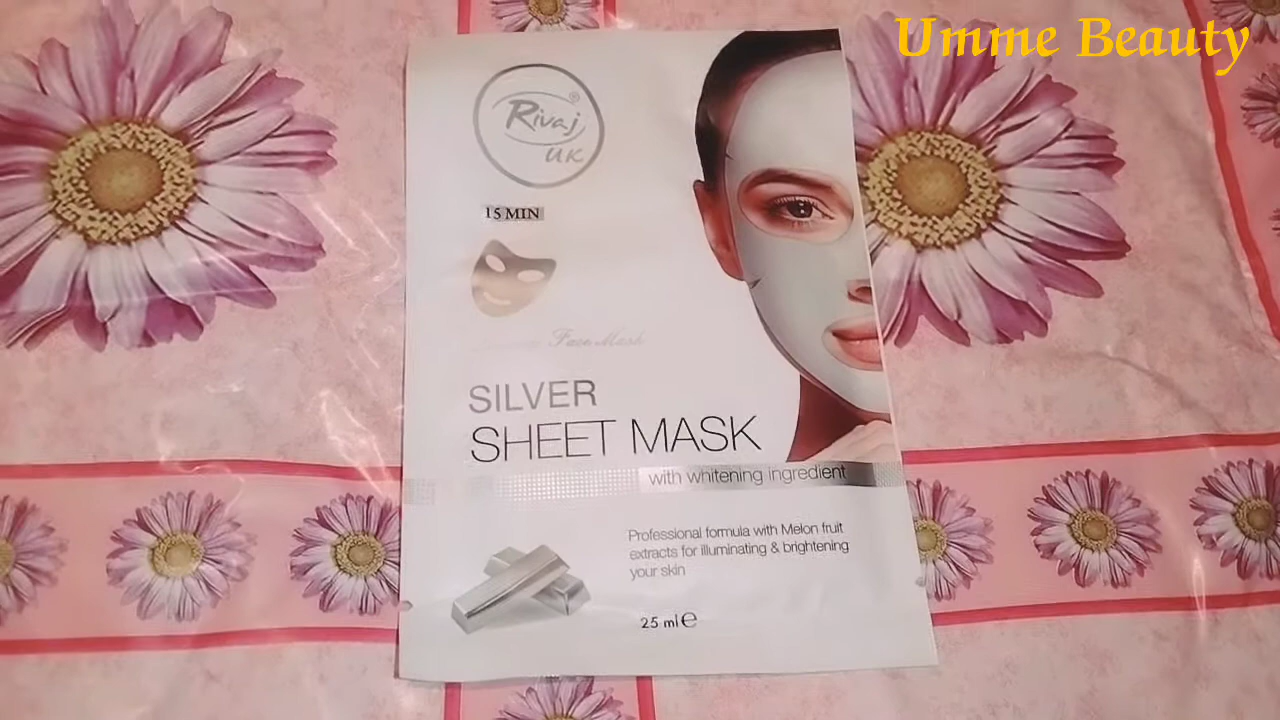 Umme Beauty
Rivaj®
UK
15 MIN
Face Mask
SILVER
SHEET MASK
with whitening ingredient
Professional formula with Melon fruit
extracts for illuminating & brightening
your skin
25 ml ℮